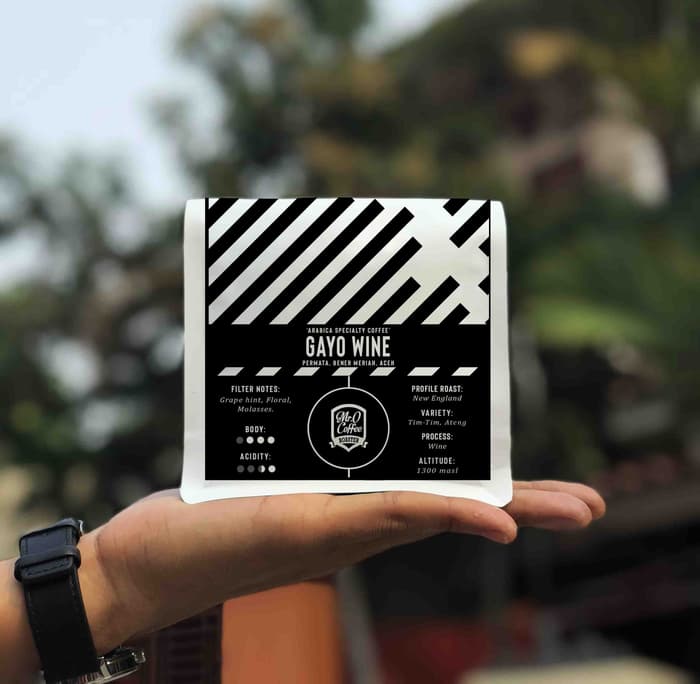 'ARABICA SPECIALTY COFFEE'
GAYO WINE
PERMATA, BENER MERIAH, ACEH
FILTER NOTES:
Grape hint, Floral,
Molasses.
BODY:
ACIDITY:
Mr.O
Coffee
ROASTER
PROFILE ROAST:
New England
VARIETY:
Tim-Tim, Ateng
PROCESS:
Wine
ALTITUDE:
1300 masl